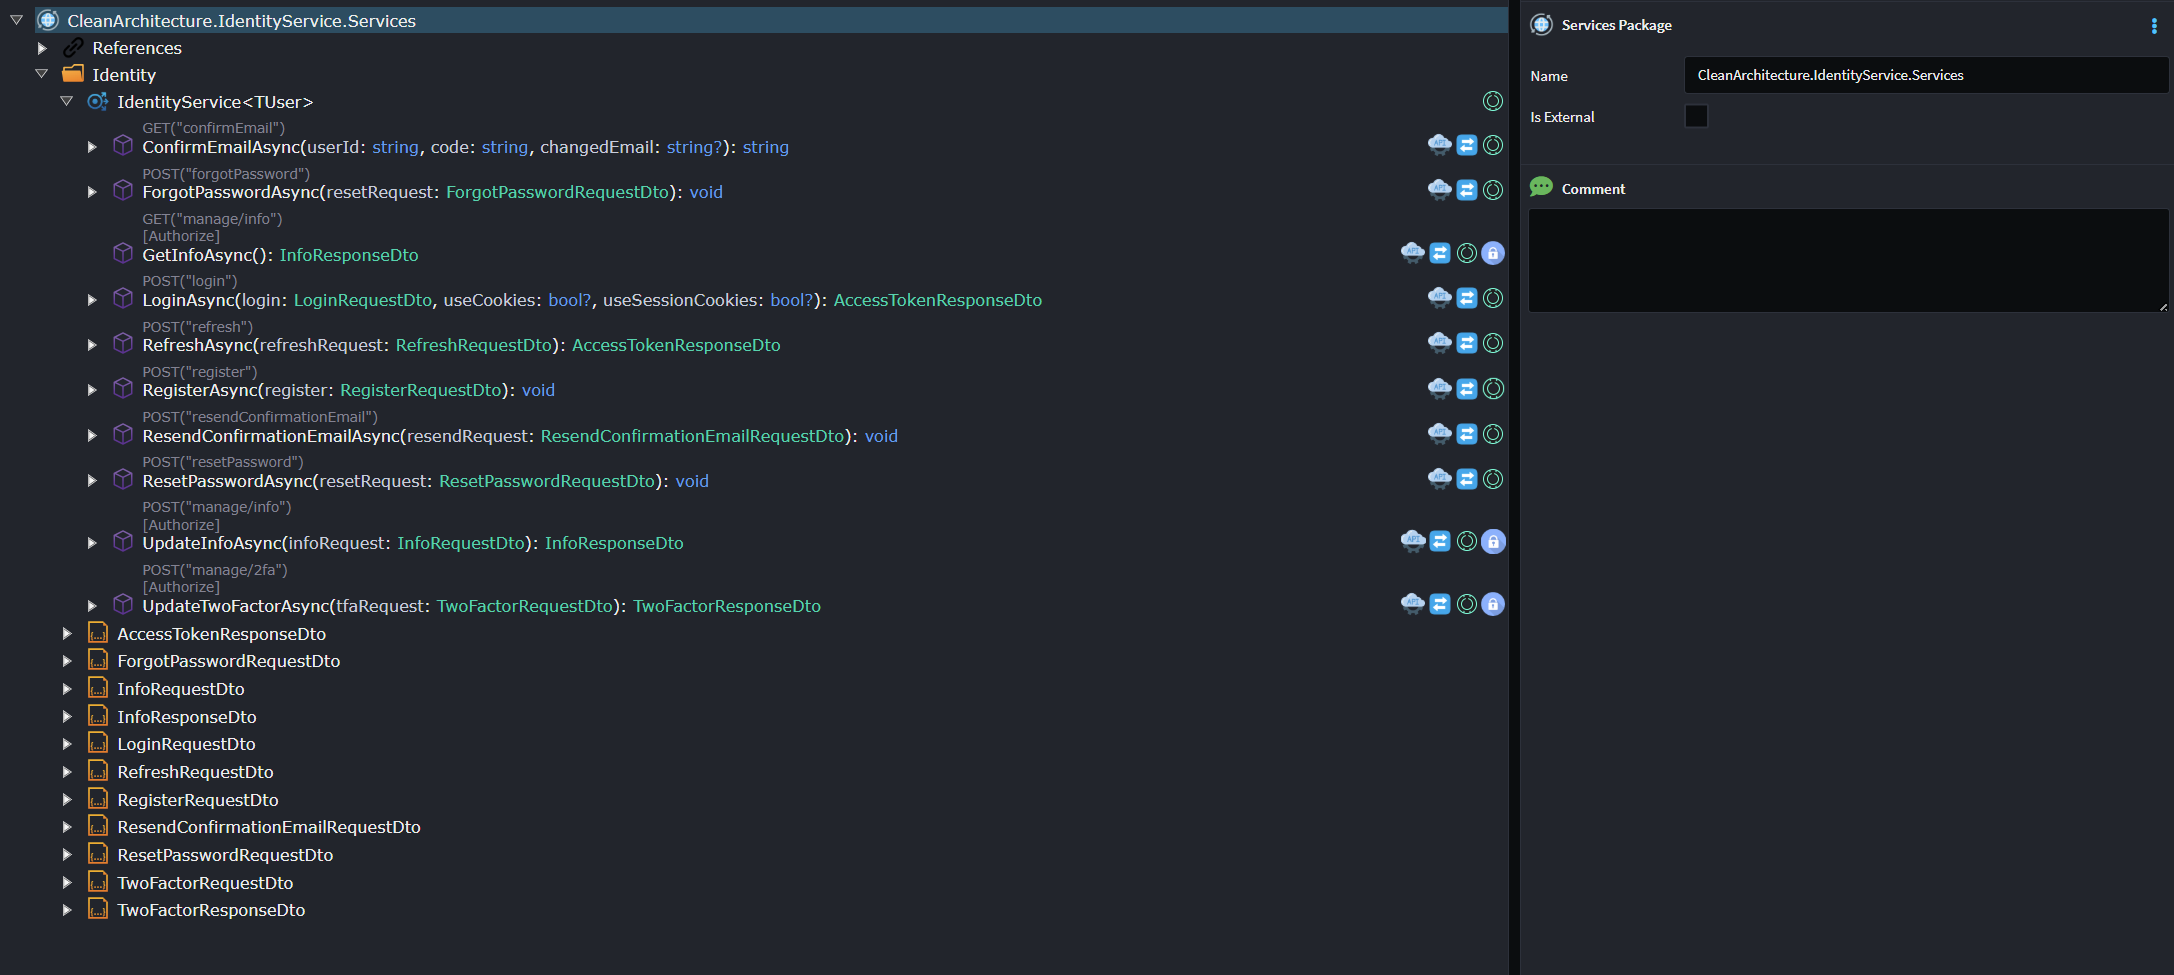 CleanArchitecture.IdentityService.Services
References
Identity
IdentityService<TUser>
GET("confirmEmail")
ConfirmEmailAsync(userId: string, code: string, changedEmail: string?): string
POST("forgotPassword")
ForgotPasswordAsync(resetRequest: ForgotPasswordRequestDto): void
GET("manage/info")
[Authorize]
GetInfoAsync(): InfoResponseDto
POST("login")
LoginAsync(login: LoginRequestDto, useCookies: bool?, useSessionCookies: bool?): AccessTokenResponseDto
POST("refresh")
RefreshAsync(refreshRequest: RefreshRequestDto): AccessTokenResponseDto
POST("register")
RegisterAsync(register: RegisterRequestDto): void
POST("resendConfirmationEmail")
ResendConfirmationEmailAsync(resendRequest: ResendConfirmationEmailRequestDto): void
POST("resetPassword")
ResetPasswordAsync(resetRequest: ResetPasswordRequestDto): void
POST("manage/info")
[Authorize]
UpdateInfoAsync(infoRequest: InfoRequestDto): InfoResponseDto
POST("manage/2fa")
[Authorize]
UpdateTwoFactorAsync(tfaRequest: TwoFactorRequestDto): TwoFactorResponseDto
AccessTokenResponseDto
ForgotPasswordRequestDto
InfoRequestDto
InfoResponseDto
LoginRequestDto
RefreshRequestDto
RegisterRequestDto
ResendConfirmationEmailRequestDto
ResetPasswordRequestDto
TwoFactorRequestDto
TwoFactorResponseDto
Services Package
Name
CleanArchitecture.IdentityService.Services
Is External
Comment